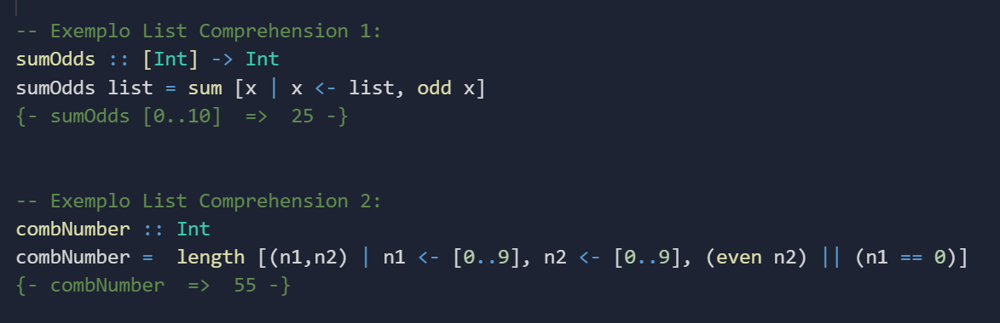 -- Exemplo List Comprehension 1:
sumOdds :: [Int] -> Int
sumOdds list = sum [x | x <- list, odd x]
{- sumOdds [0..10]  =>  25 -}
-- Exemplo List Comprehension 2:
combNumber :: Int
combNumber =  length [(n1,n2) | n1 <- [0..9], n2 <- [0..9], (even n2) || (n1 == 0)]
{- combNumber  =>  55 -}